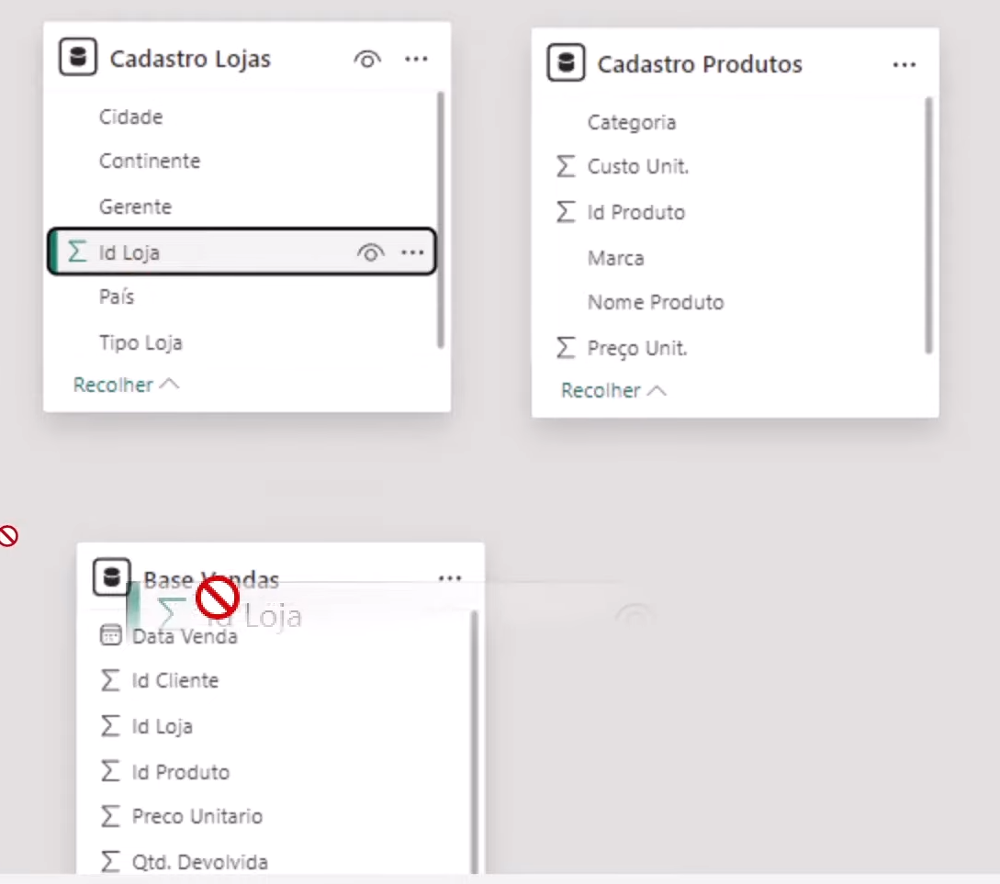 Cadastro Lojas
Cidade
Continente
Gerente
Id Loja
País
Tipo Loja
Recolher
Cadastro Produtos
Categoria
Custo Unit.
Id Produto
Marca
Nome Produto
Preço Unit.
Recolher
Base Vendas
Id Loja
Data Venda
Id Cliente
Id Loja
Id Produto
Preco Unitario
Qtd. Devolvida